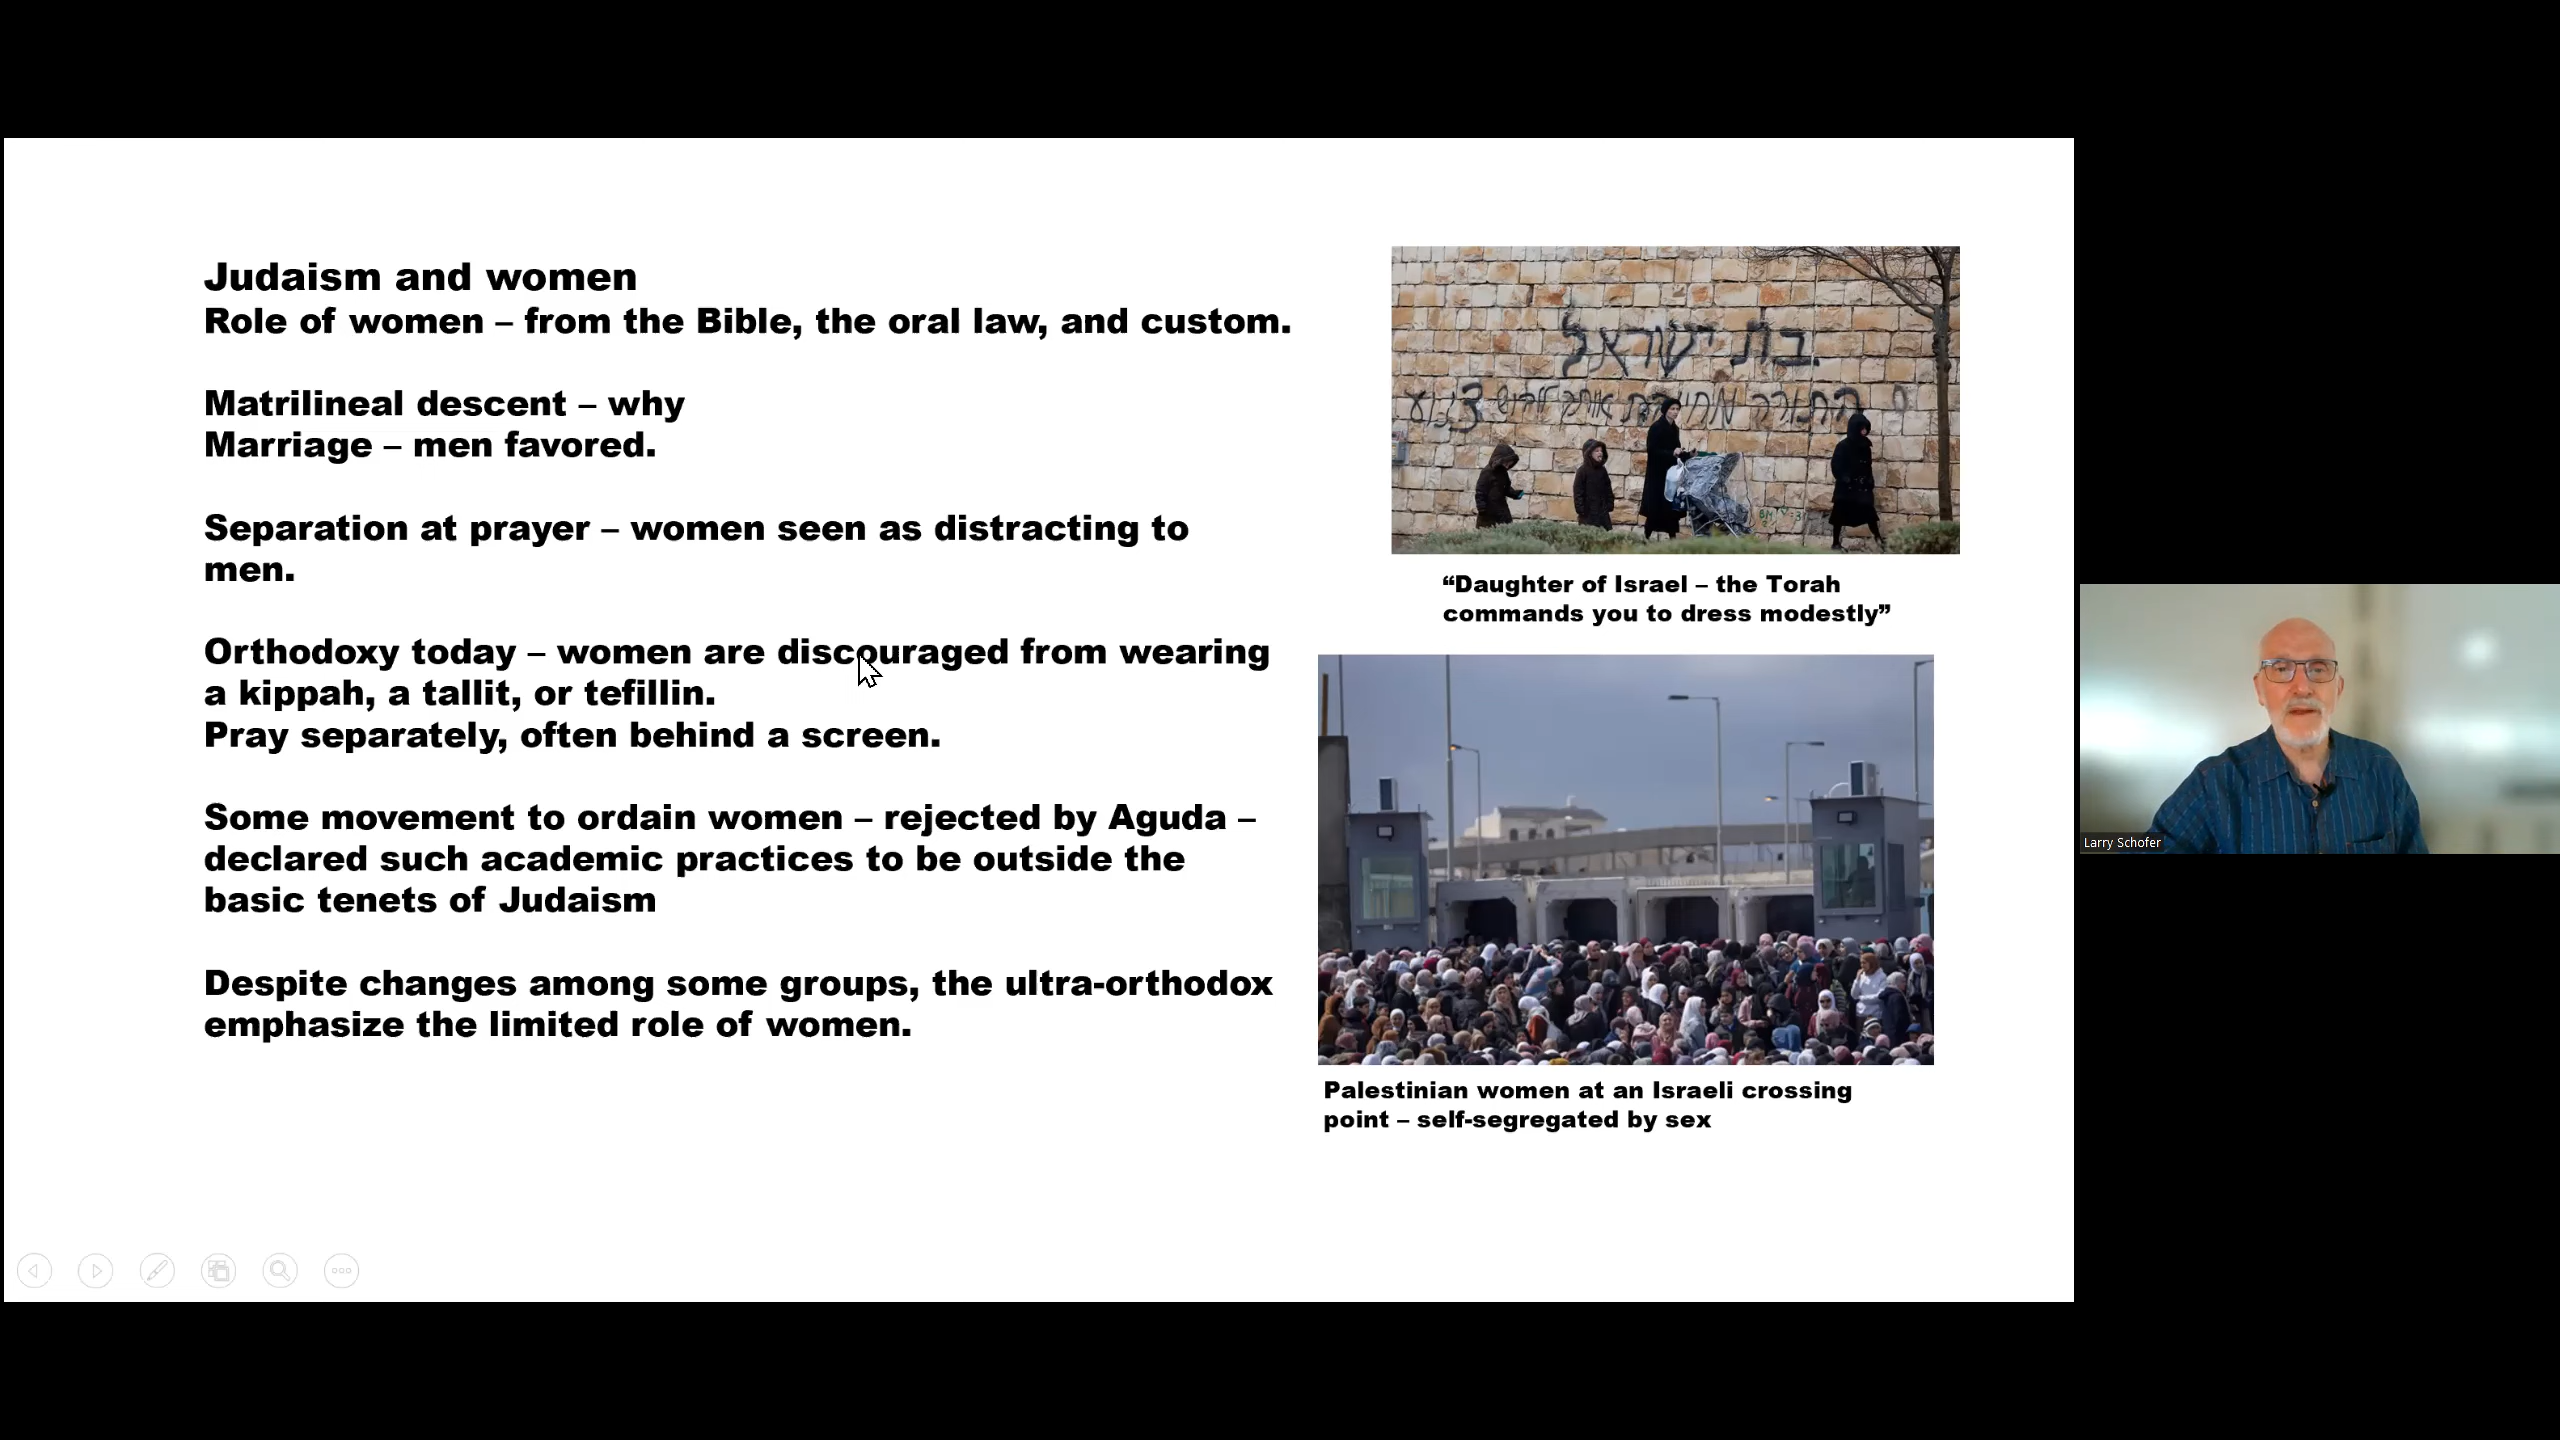 Judaism and women
Role of women – from the Bible, the oral law, and custom.
Matrilineal descent – why
Marriage – men favored.
Separation at prayer – women seen as distracting to
men.
Orthodoxy today – women are discouraged from wearing
a kippah, a tallit, or tefillin.
Pray separately, often behind a screen.
Some movement to ordain women – rejected by Aguda –
declared such academic practices to be outside the
basic tenets of Judaism
Despite changes among some groups, the ultra-orthodox
emphasize the limited role of women.
בת ישראל
התורה מחייבת אותך ללבוש צנוע
“Daughter of Israel – the Torah
commands you to dress modestly”
Palestinian women at an Israeli crossing
point – self-segregated by sex
Larry Schofer